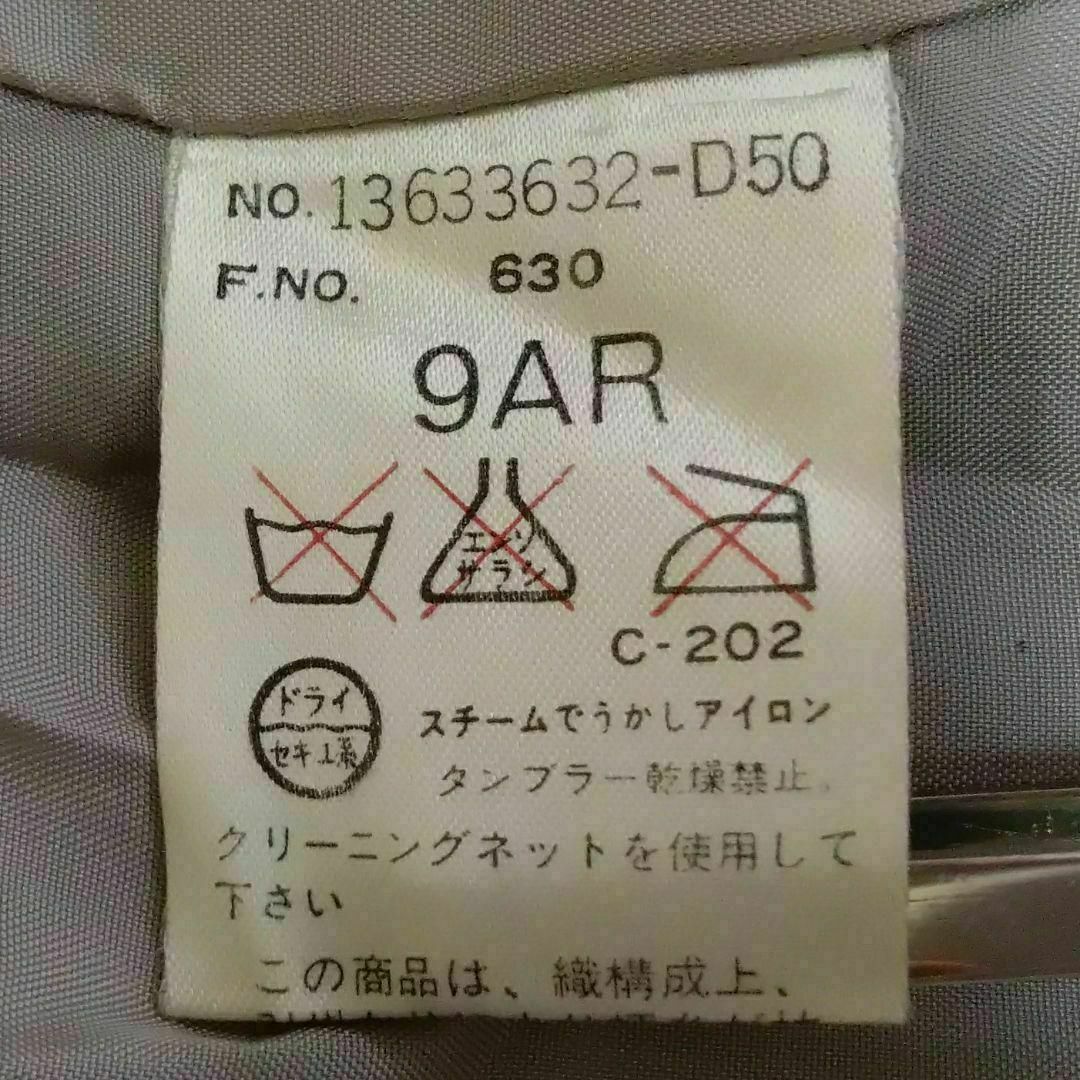 NO. 13633632-D50
F.NO. 630
9AR
エンソ
サラシ
C-202
ドライ
セキユ系
スチームでうかしアイロン
タンブラー乾燥禁止。
クリーニングネットを使用して
下さい
この商品は、織構成上、